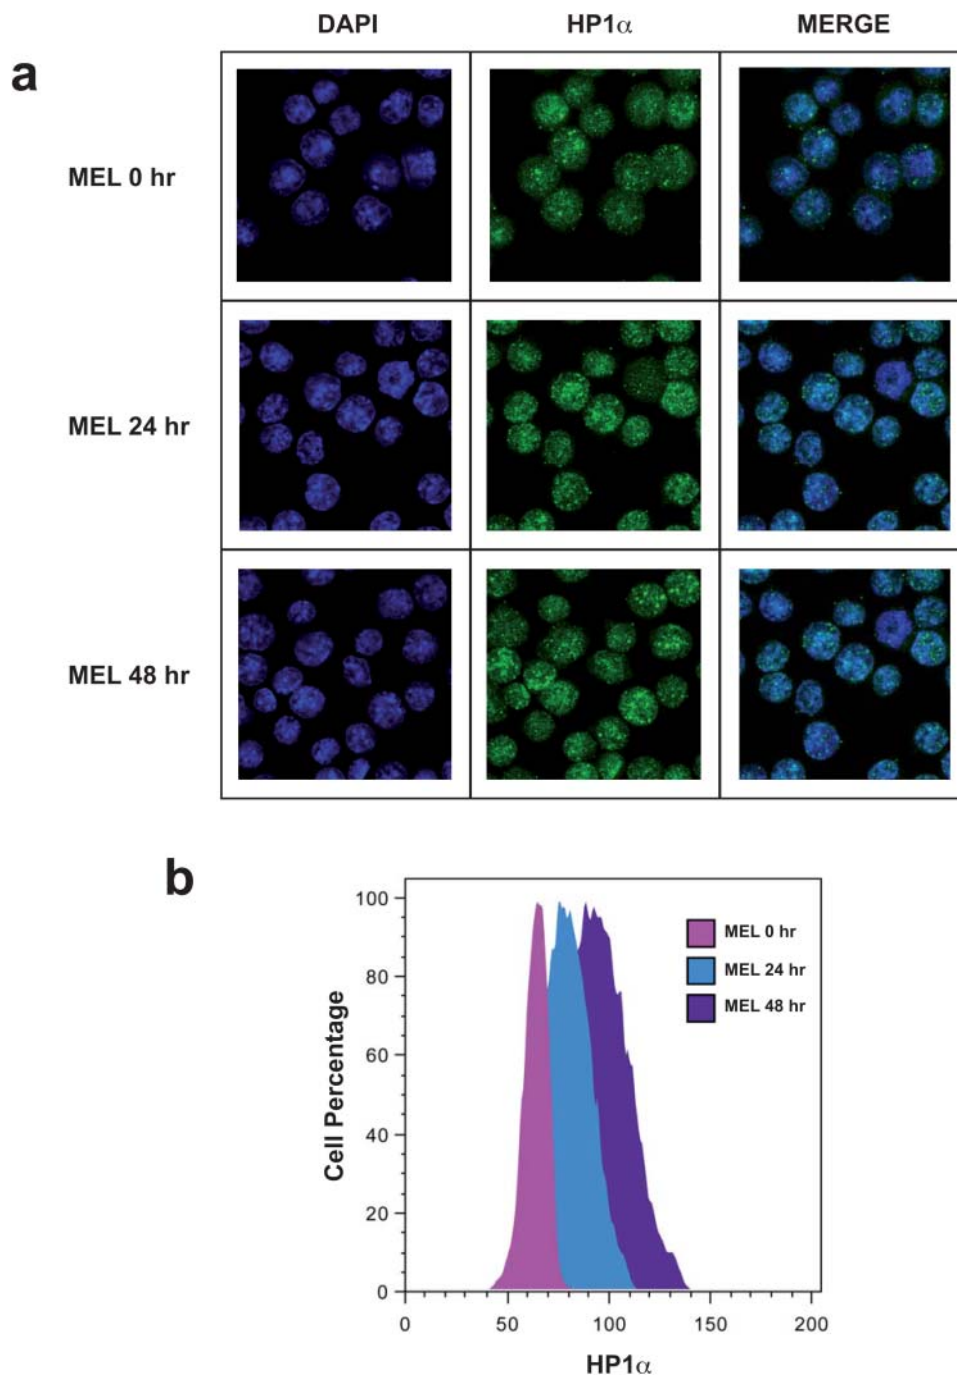 DAPI HP1α MERGE
a
MEL 0 hr
MEL 24 hr
MEL 48 hr
b
100
80
60
40
20
0
Cell Percentage
MEL 0 hr
MEL 24 hr
MEL 48 hr
0 50 100 150 200
HP1α